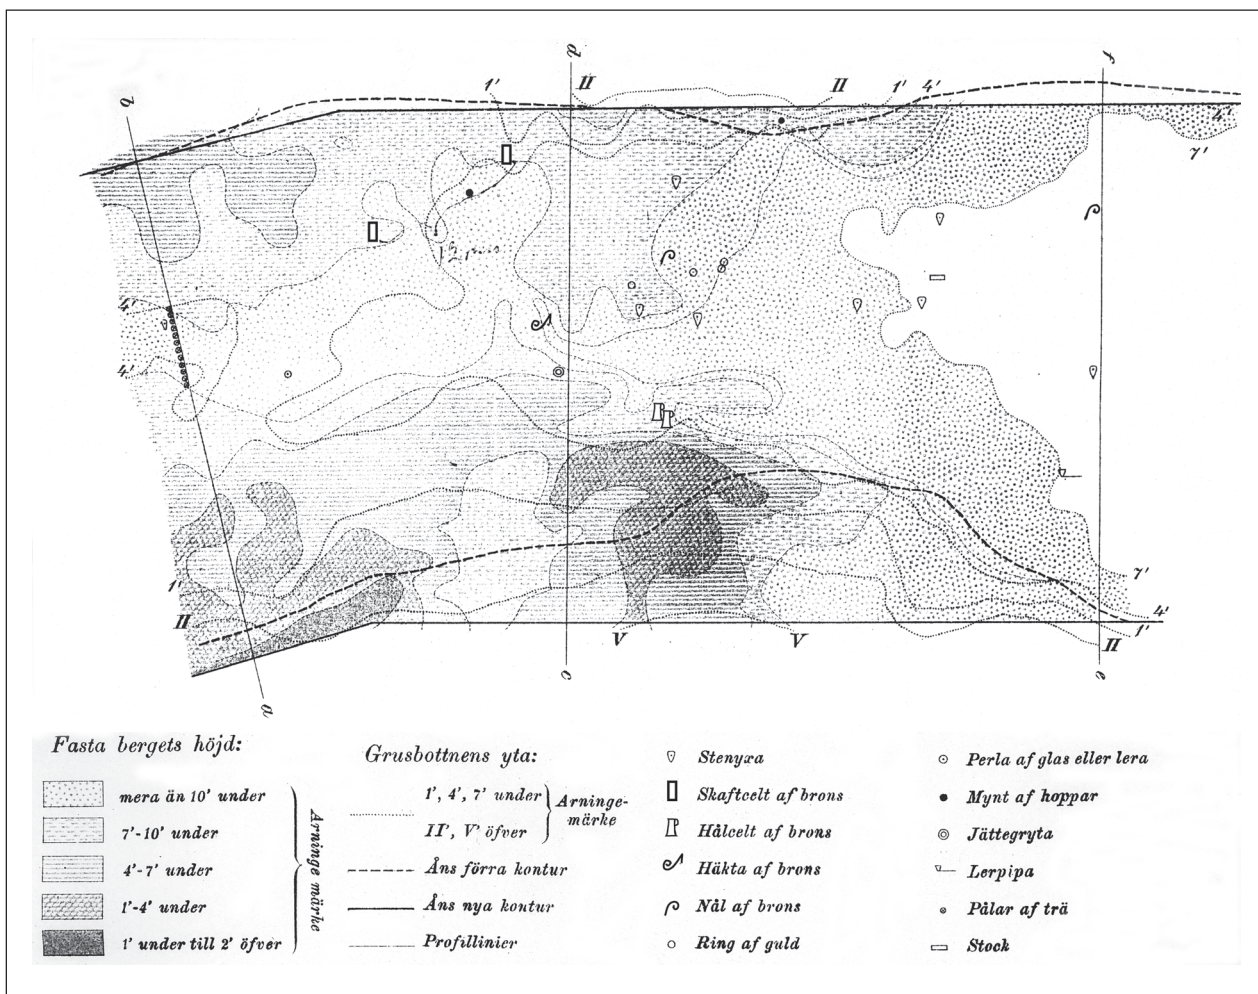 d
f
b
1'
II
II
1'
4'
4'
7'
4'
4'
1'
II
7'
4'
1'
II
V
V
a
c
e
Fasta bergets höjd:
mera än 10' under
7'-10' under
4'-7' under
1'-4' under
1' under till 2' öfver
Arninge märke
Grusbottnens yta:
1', 4', 7' under
II', V' öfver
Arninge-
märke
Åns förra kontur
Åns nya kontur
Profillinier
Stenyxa
Skaftcelt af brons
Hålcelt af brons
Häkta af brons
Nål af brons
Ring af guld
Perla af glas eller lera
Mynt af koppar
Jättegryta
Lerpipa
Pålar af trä
Stock